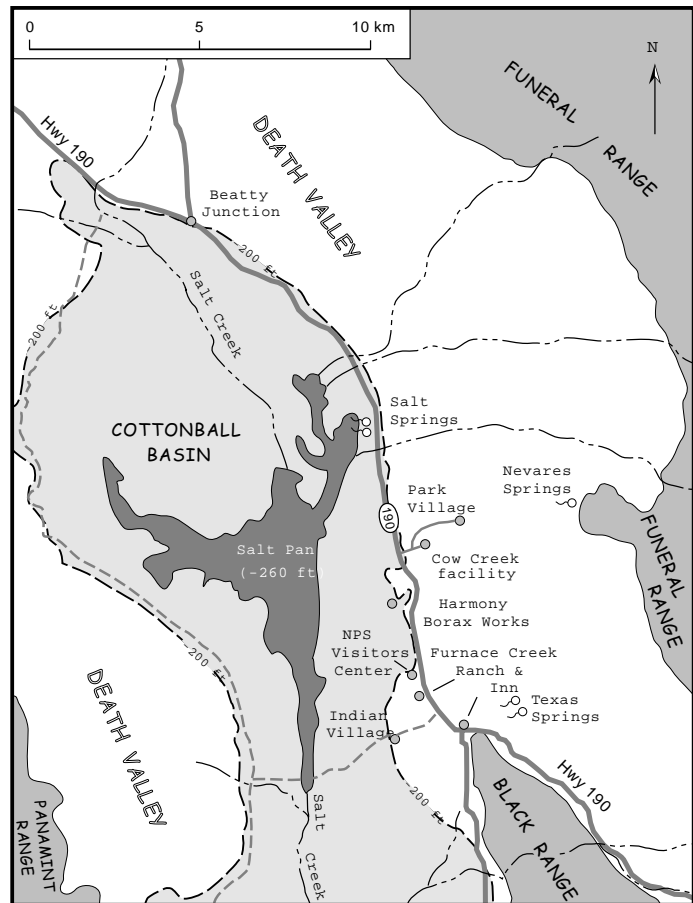 0 5 10 km
N
FUNERAL
RANGE
DEATH VALLEY
Hwy 190
Beatty
Junction
-200 ft
Salt Creek
-200 ft
Salt
Springs
COTTONBALL
BASIN
Nevares
Springs
Park
Village
190
FUNERAL
RANGE
Salt Pan
(-260 ft)
Cow Creek
facility
Harmony
Borax Works
NPS
Visitors
Center
Furnace Creek
Ranch &
Inn
-200 ft
DEATH VALLEY
Texas
Springs
Indian
Village
Hwy 190
-200 ft
BLACK RANGE
PANAMINT
RANGE
Salt
Creek